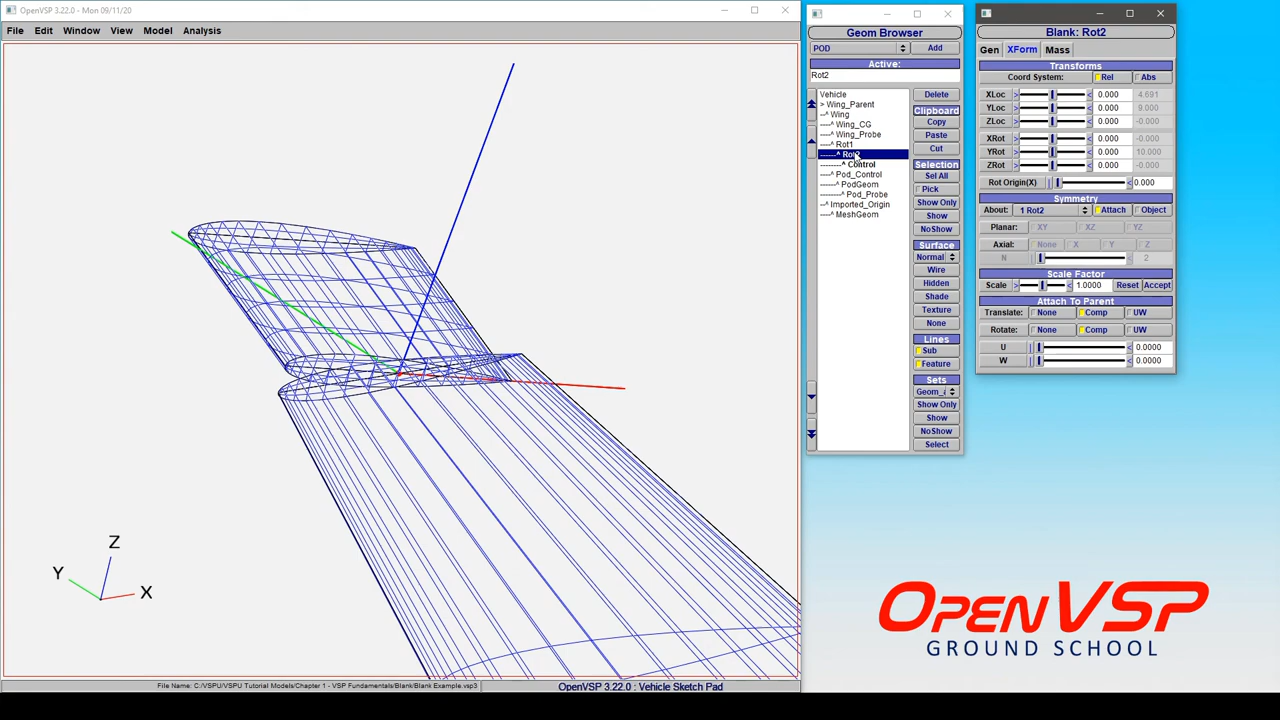 OpenVSP 3.22.0 - Mon 09/11/20
File Edit Window View Model Analysis
Z
Y
X
File Name: C:/VSPU/VSPU Tutorial Models/Chapter 1 - VSP Fundamentals/Blank/Blank Example.vsp3
OpenVSP 3.22.0 : Vehicle Sketch Pad
Geom Browser
POD Add
Active:
Rot2
Vehicle
> Wing_Parent
--^ Wing
----^ Wing_CG
----^ Wing_Probe
----^ Rot1
------^ Rot2
--------^ Control
----^ Pod_Control
------^ PodGeom
--------^ Pod_Probe
--^ Imported_Origin
----^ MeshGeom
Delete
Clipboard
Copy
Paste
Cut
Selection
Sel All
Pick
Show Only
Show
NoShow
Surface
Normal
Wire
Hidden
Shade
Texture
None
Lines
Sub
Feature
Sets
Show Only
Show
NoShow
Select
Blank: Rot2
Gen XForm Mass
Transforms
Coord System: Rel Abs
XLoc > < 0.000 4.691
YLoc > < 0.000 9.000
ZLoc > < 0.000 -0.000
XRot > < 0.000 -0.000
YRot > < 0.000 10.000
ZRot > < 0.000 -0.000
Rot Origin(X) | < 0.000
Symmetry
About: 1 Rot2 Attach Object
Planar: XY XZ YZ
Axial: None X Y Z
N 2
Scale Factor
Scale > < 1.0000 Reset Accept
Attach To Parent
Translate: None Comp UW
Rotate: None Comp UW
U | < 0.0000
W | < 0.0000
OPENVSP
GROUND SCHOOL